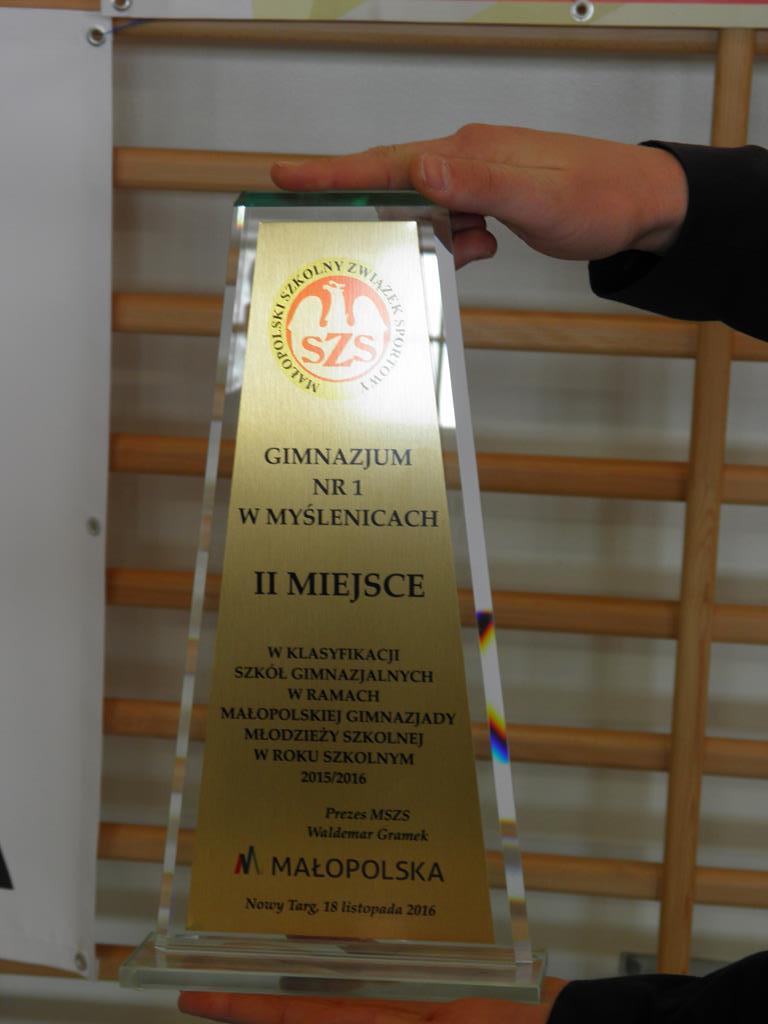 MAŁOPOLSKI SZKOLNY ZWIĄZEK SPORTOWY
SZS
GIMNAZJUM
NR 1
W MYŚLENICACH
II MIEJSCE
W KLASYFIKACJI
SZKÓŁ GIMNAZJALNYCH
W RAMACH
MAŁOPOLSKIEJ GIMNAZJADY
MŁODZIEŻY SZKOLNEJ
W ROKU SZKOLNYM
2015/2016
Prezes MSZS
Waldemar Gramek
MAŁOPOLSKA
Nowy Targ, 18 listopada 2016